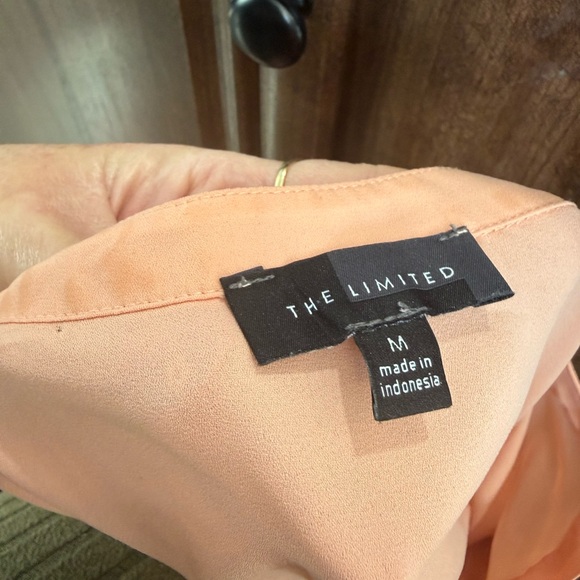 THE LIMITED
M
made in
indonesia